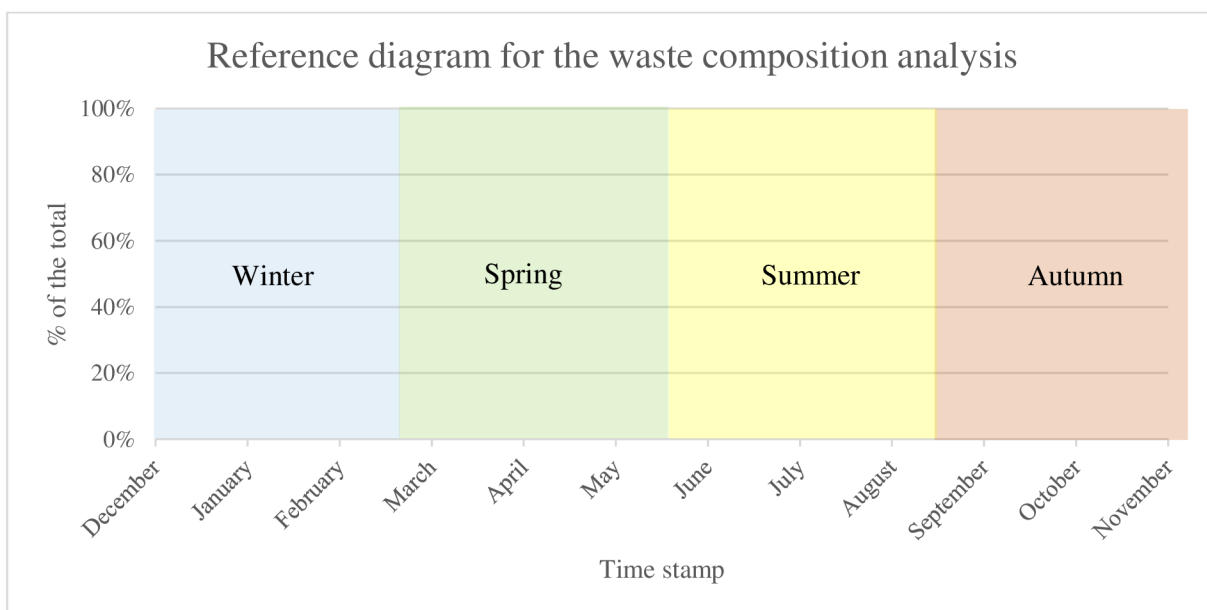 Reference diagram for the waste composition analysis
100%
80%
60%
40%
20%
0%
% of the total
Winter
Spring
Summer
Autumn
December
January
February
March
April
May
June
July
August
September
October
November
Time stamp